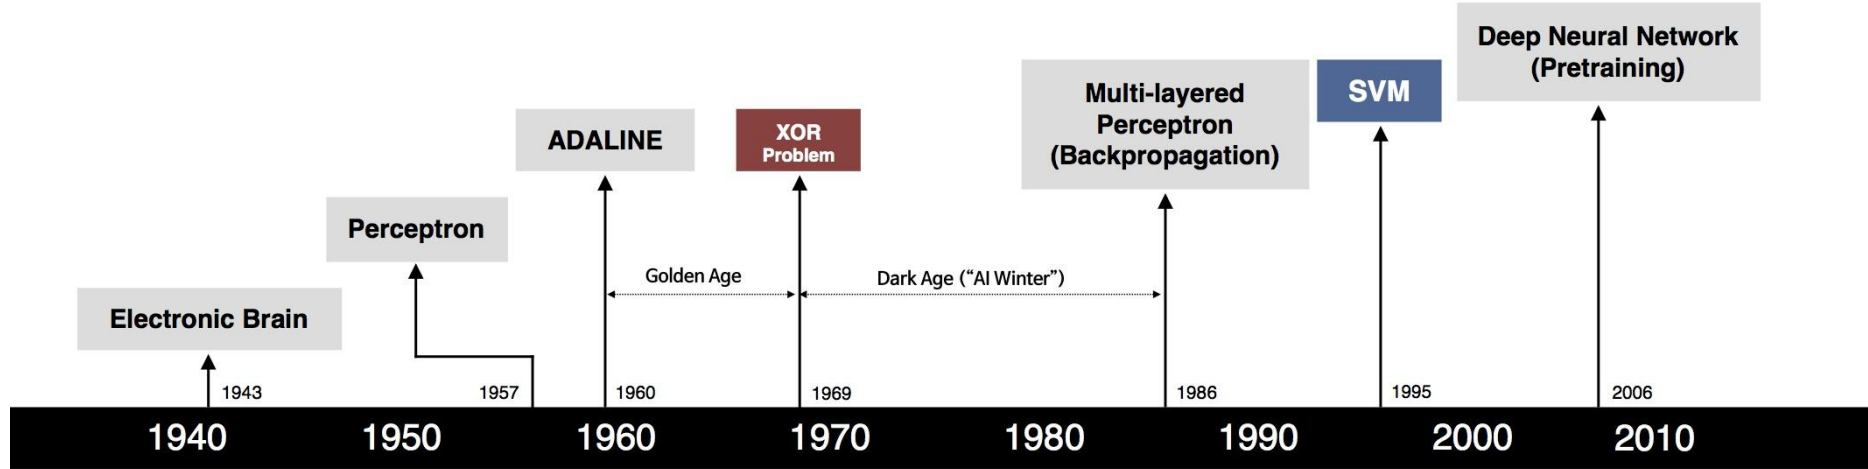 Deep Neural Network
(Pretraining)
Multi-layered
Perceptron
(Backpropagation)
SVM
ADALINE
XOR
Problem
Perceptron
Golden Age
Dark Age (“AI Winter”)
Electronic Brain
1943
1957
1960
1969
1986
1995
2006
1940
1950
1960
1970
1980
1990
2000
2010